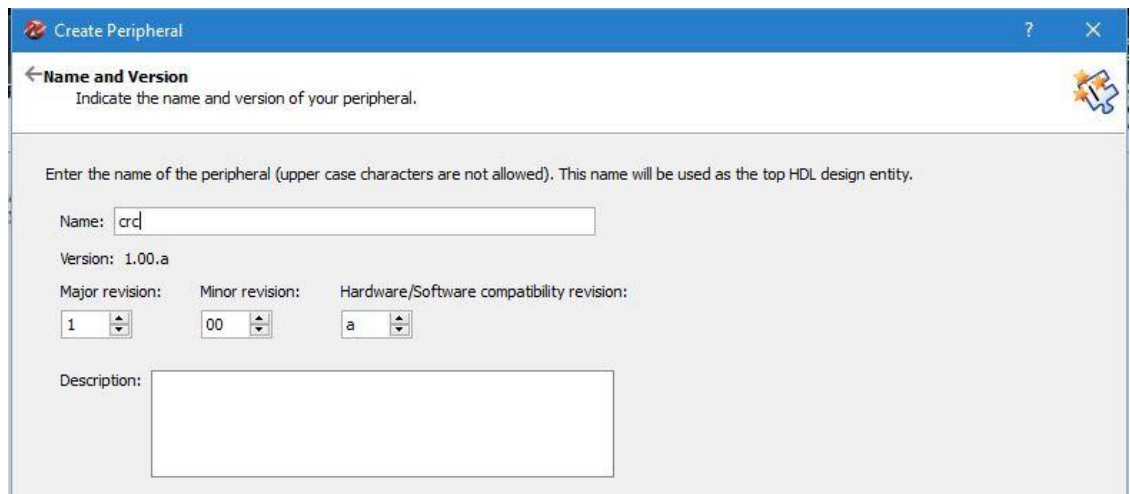 Create Peripheral
Name and Version
Indicate the name and version of your peripheral.
Enter the name of the peripheral (upper case characters are not allowed). This name will be used as the top HDL design entity.
Name: crc
Version: 1.00.a
Major revision: Minor revision: Hardware/Software compatibility revision:
1 00 a
Description: